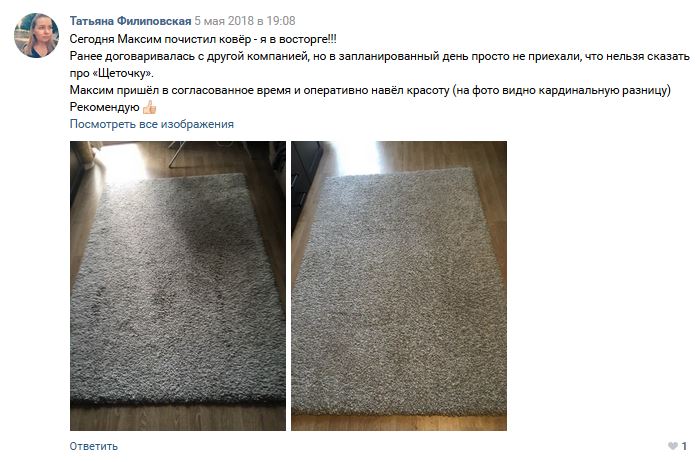 Татьяна Филиповская 5 мая 2018 в 19:08
Сегодня Максим почистил ковёр - я в восторге!!!
Ранее договаривалась с другой компанией, но в запланированный день просто не приехали, что нельзя сказать
про «Щеточку».
Максим пришёл в согласованное время и оперативно навёл красоту (на фото видно кардинальную разницу)
Рекомендую 👍
Посмотреть все изображения
Ответить
1